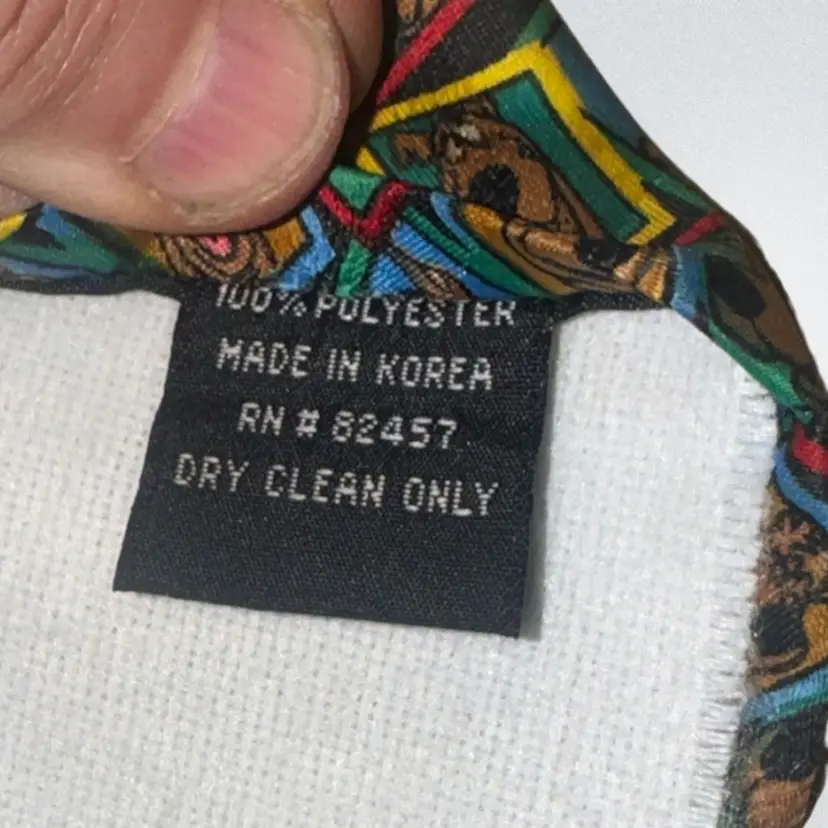 100% POLYESTER
MADE IN KOREA
RN # 82457
DRY CLEAN ONLY